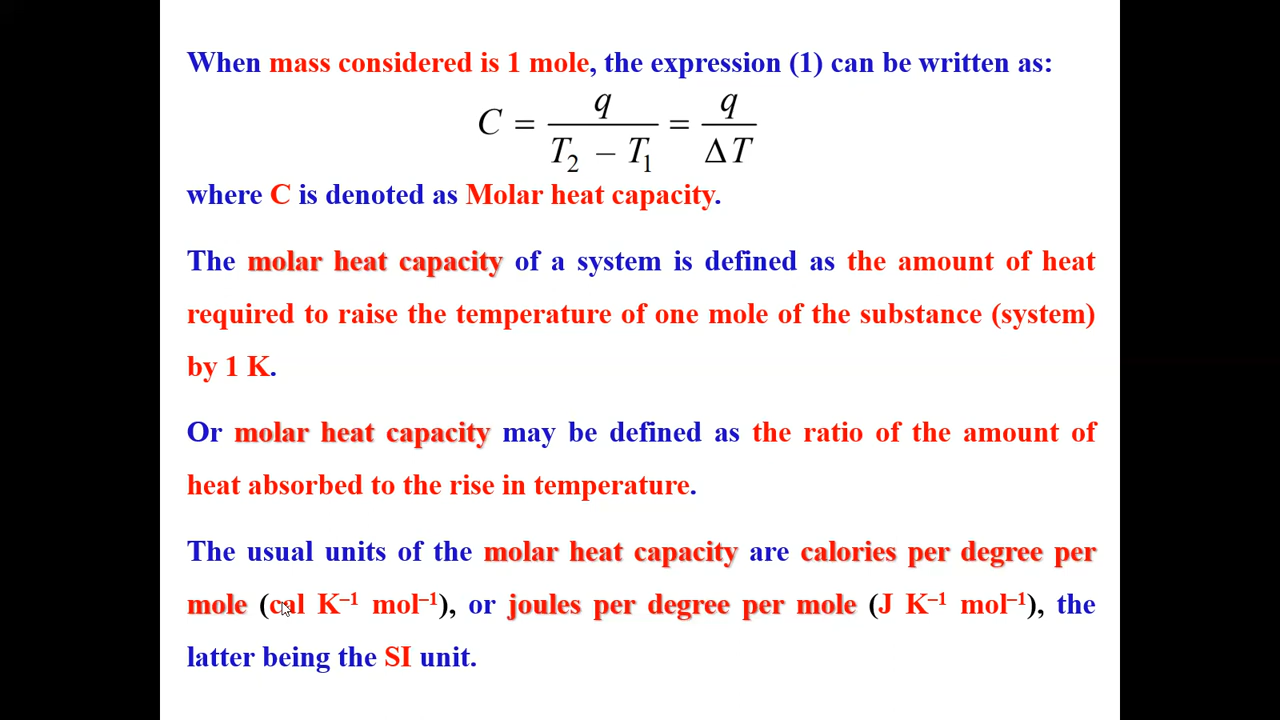 When mass considered is 1 mole, the expression (1) can be written as:
C = q / (T₂ – T₁) = q / ΔT
where C is denoted as Molar heat capacity.
The molar heat capacity of a system is defined as the amount of heat
required to raise the temperature of one mole of the substance (system)
by 1 K.
Or molar heat capacity may be defined as the ratio of the amount of
heat absorbed to the rise in temperature.
The usual units of the molar heat capacity are calories per degree per
mole (cal K⁻¹ mol⁻¹), or joules per degree per mole (J K⁻¹ mol⁻¹), the
latter being the SI unit.